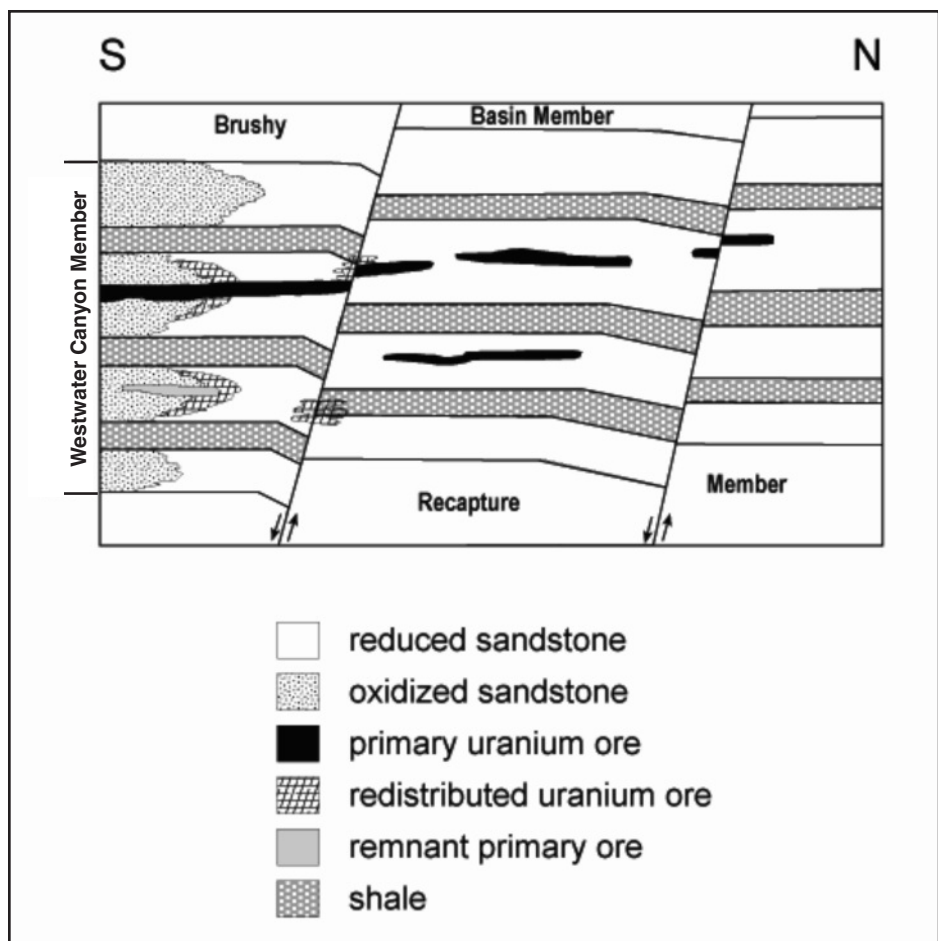 S
N
Brushy
Basin Member
Westwater Canyon Member
Recapture
Member
reduced sandstone
oxidized sandstone
primary uranium ore
redistributed uranium ore
remnant primary ore
shale